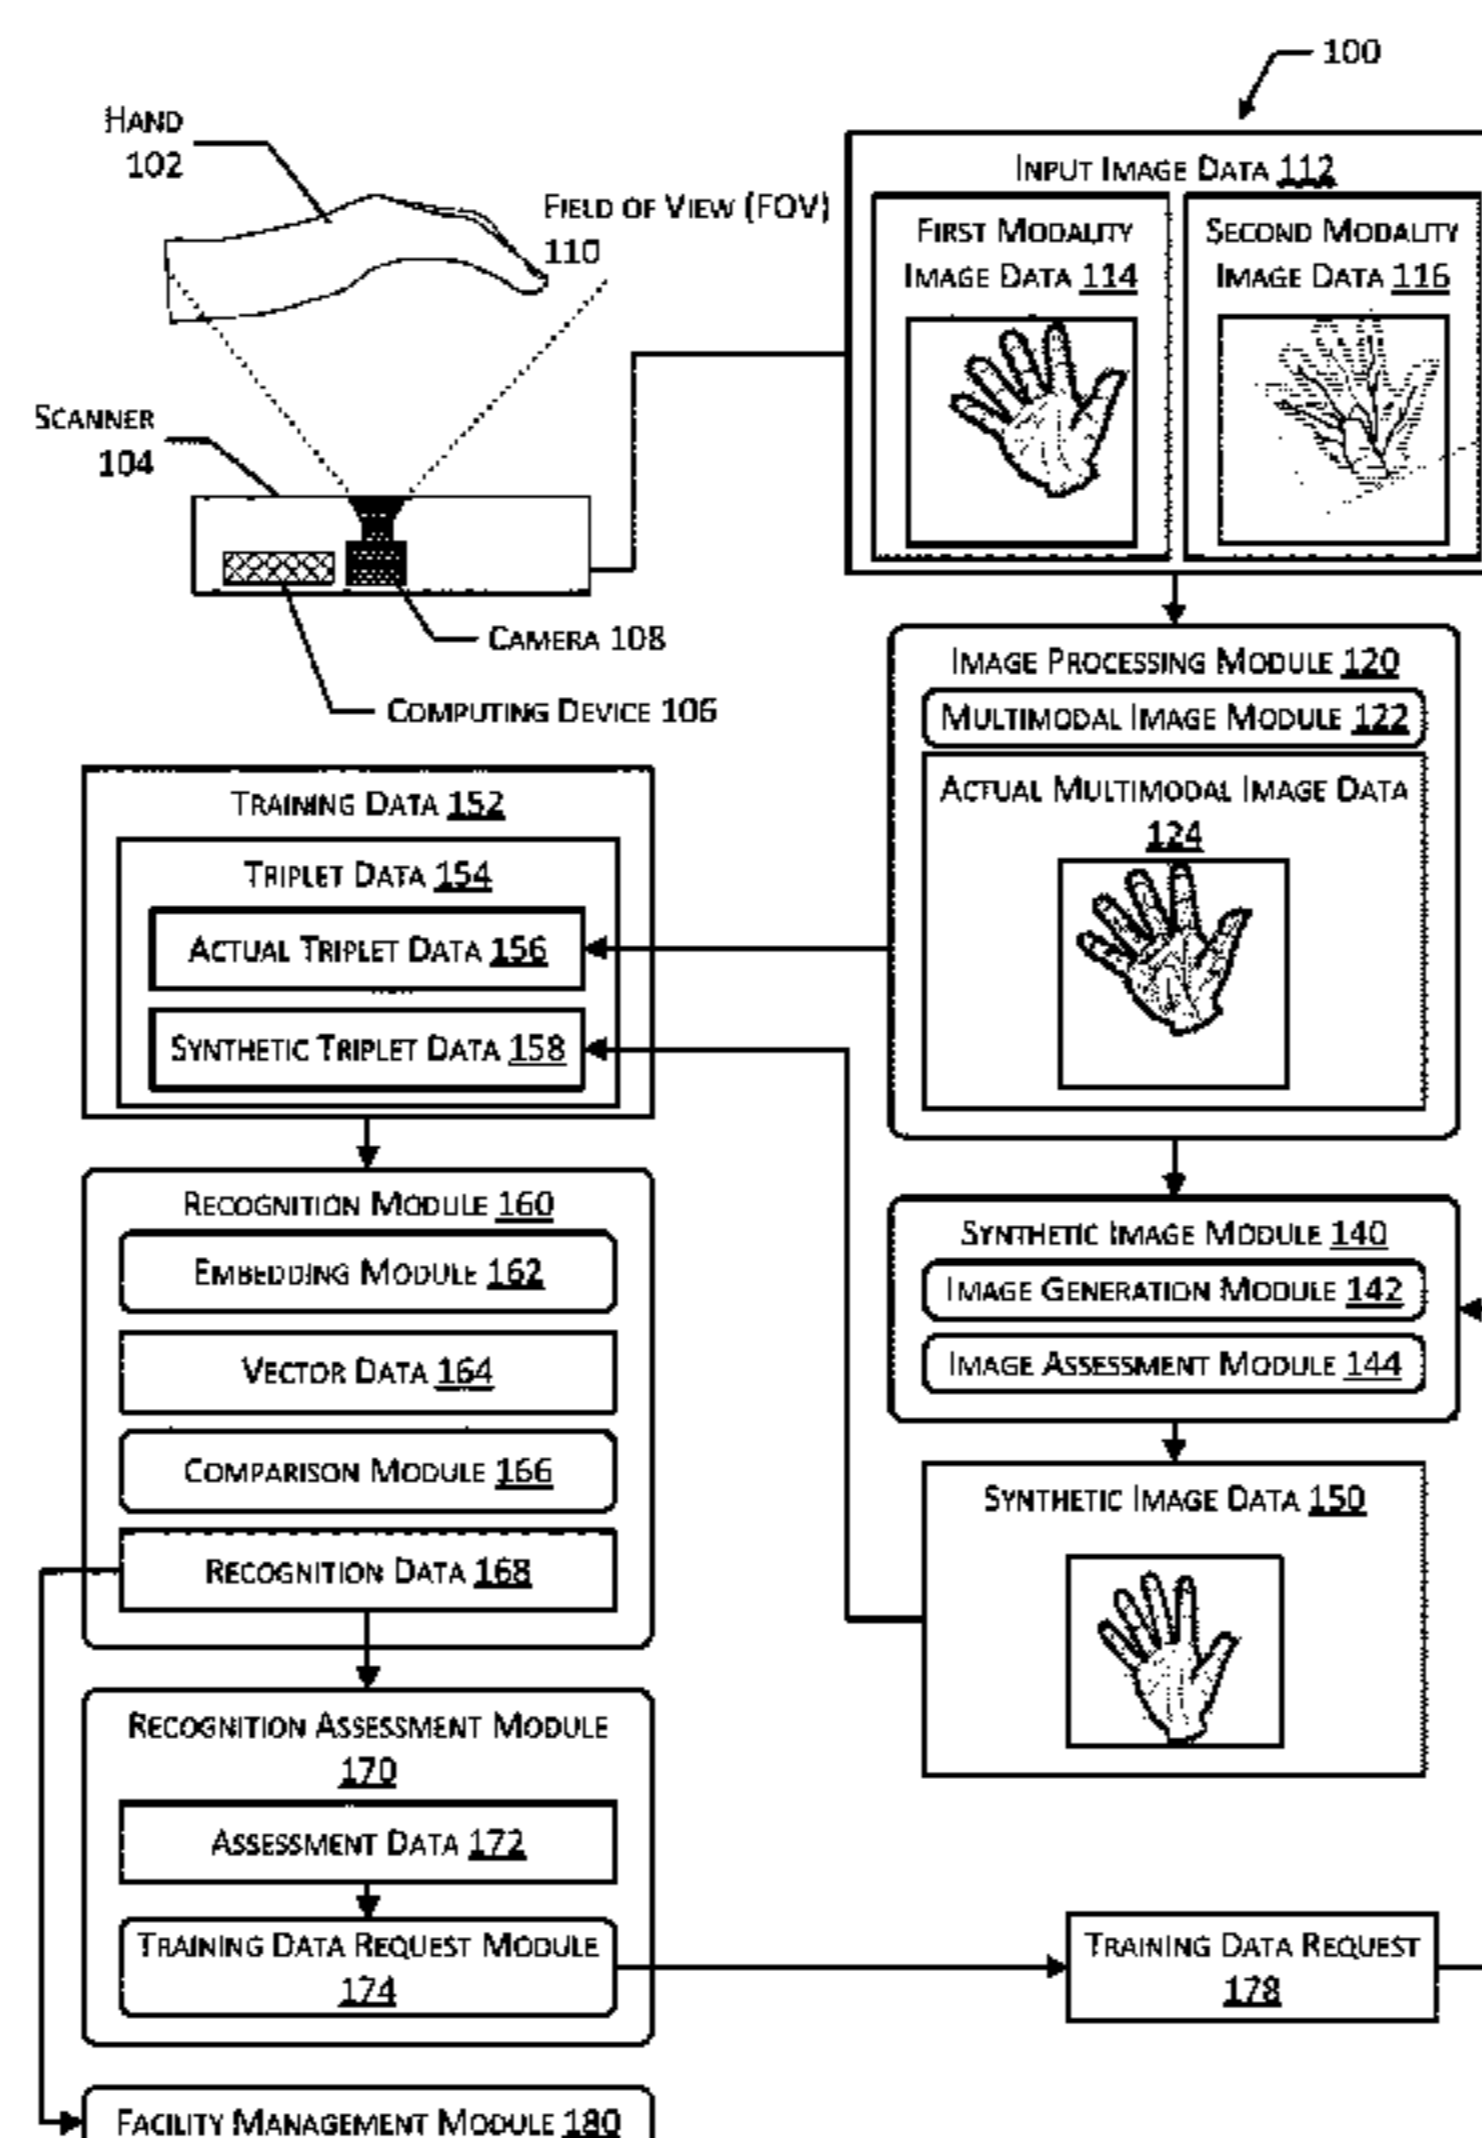 100
HAND
102
FIELD OF VIEW (FOV)
110
SCANNER
104
CAMERA 108
COMPUTING DEVICE 106
INPUT IMAGE DATA 112
FIRST MODALITY
IMAGE DATA 114
SECOND MODALITY
IMAGE DATA 116
IMAGE PROCESSING MODULE 120
MULTIMODAL IMAGE MODULE 122
ACTUAL MULTIMODAL IMAGE DATA
124
TRAINING DATA 152
TRIPLET DATA 154
ACTUAL TRIPLET DATA 156
SYNTHETIC TRIPLET DATA 158
RECOGNITION MODULE 160
EMBEDDING MODULE 162
VECTOR DATA 164
COMPARISON MODULE 166
RECOGNITION DATA 168
SYNTHETIC IMAGE MODULE 140
IMAGE GENERATION MODULE 142
IMAGE ASSESSMENT MODULE 144
SYNTHETIC IMAGE DATA 150
RECOGNITION ASSESSMENT MODULE
170
ASSESSMENT DATA 172
TRAINING DATA REQUEST MODULE
174
TRAINING DATA REQUEST
178
FACILITY MANAGEMENT MODULE 180